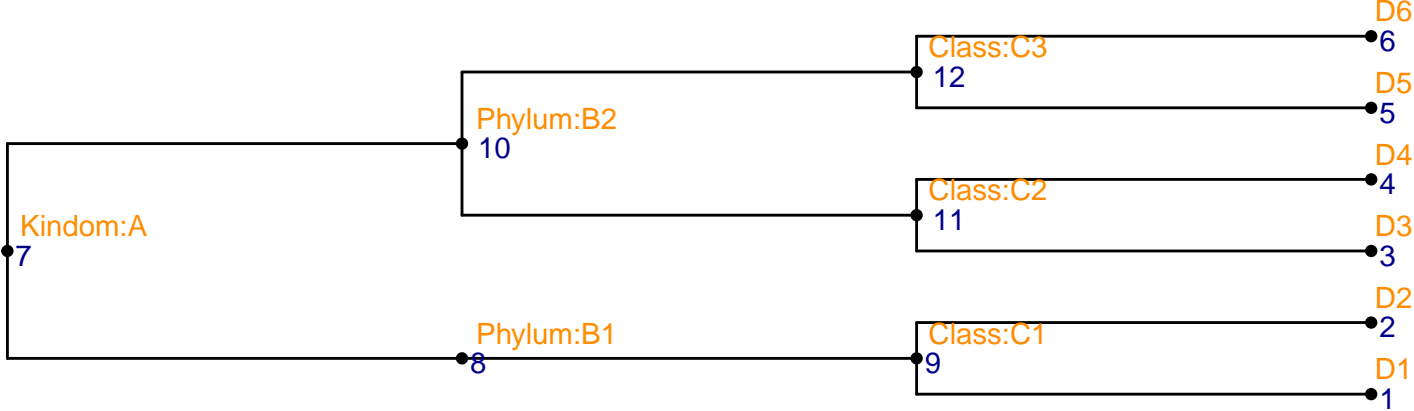 D6
6
Class:C3
12
D5
5
Phylum:B2
10
D4
4
Class:C2
11
Kindom:A
7
D3
3
D2
2
Phylum:B1
8
Class:C1
9
D1
1